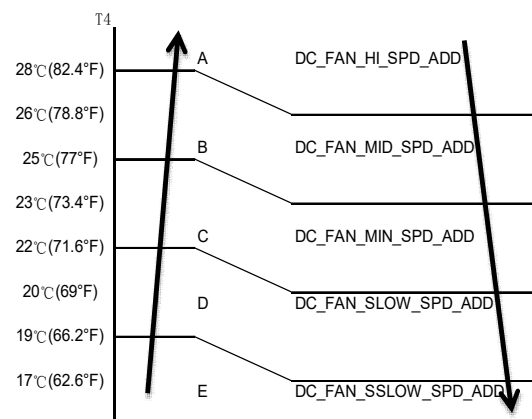 T4
A DC_FAN_HI_SPD_ADD
28℃(82.4°F)
26℃(78.8°F)
B DC_FAN_MID_SPD_ADD
25℃(77°F)
23℃(73.4°F)
C DC_FAN_MIN_SPD_ADD
22℃(71.6°F)
20℃(69°F)
D DC_FAN_SLOW_SPD_ADD
19℃(66.2°F)
17℃(62.6°F)
E DC_FAN_SSLOW_SPD_ADD